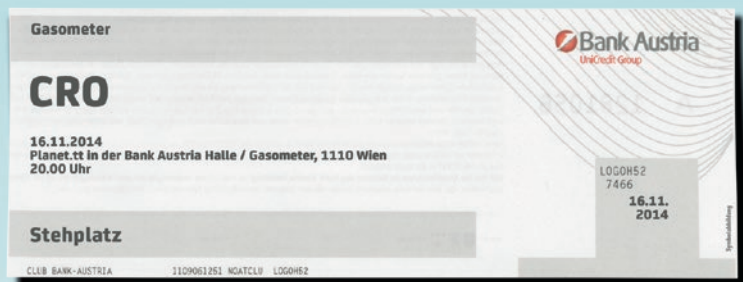 Gasometer
Bank Austria
UniCredit Group
CRO
16.11.2014
Planet.tt in der Bank Austria Halle / Gasometer, 1110 Wien
20.00 Uhr
LOGOH52
7466
16.11.
2014
Symbolabbildung
Stehplatz
CLUB BANK-AUSTRIA 1109061251 NOATCLU LOGOH52